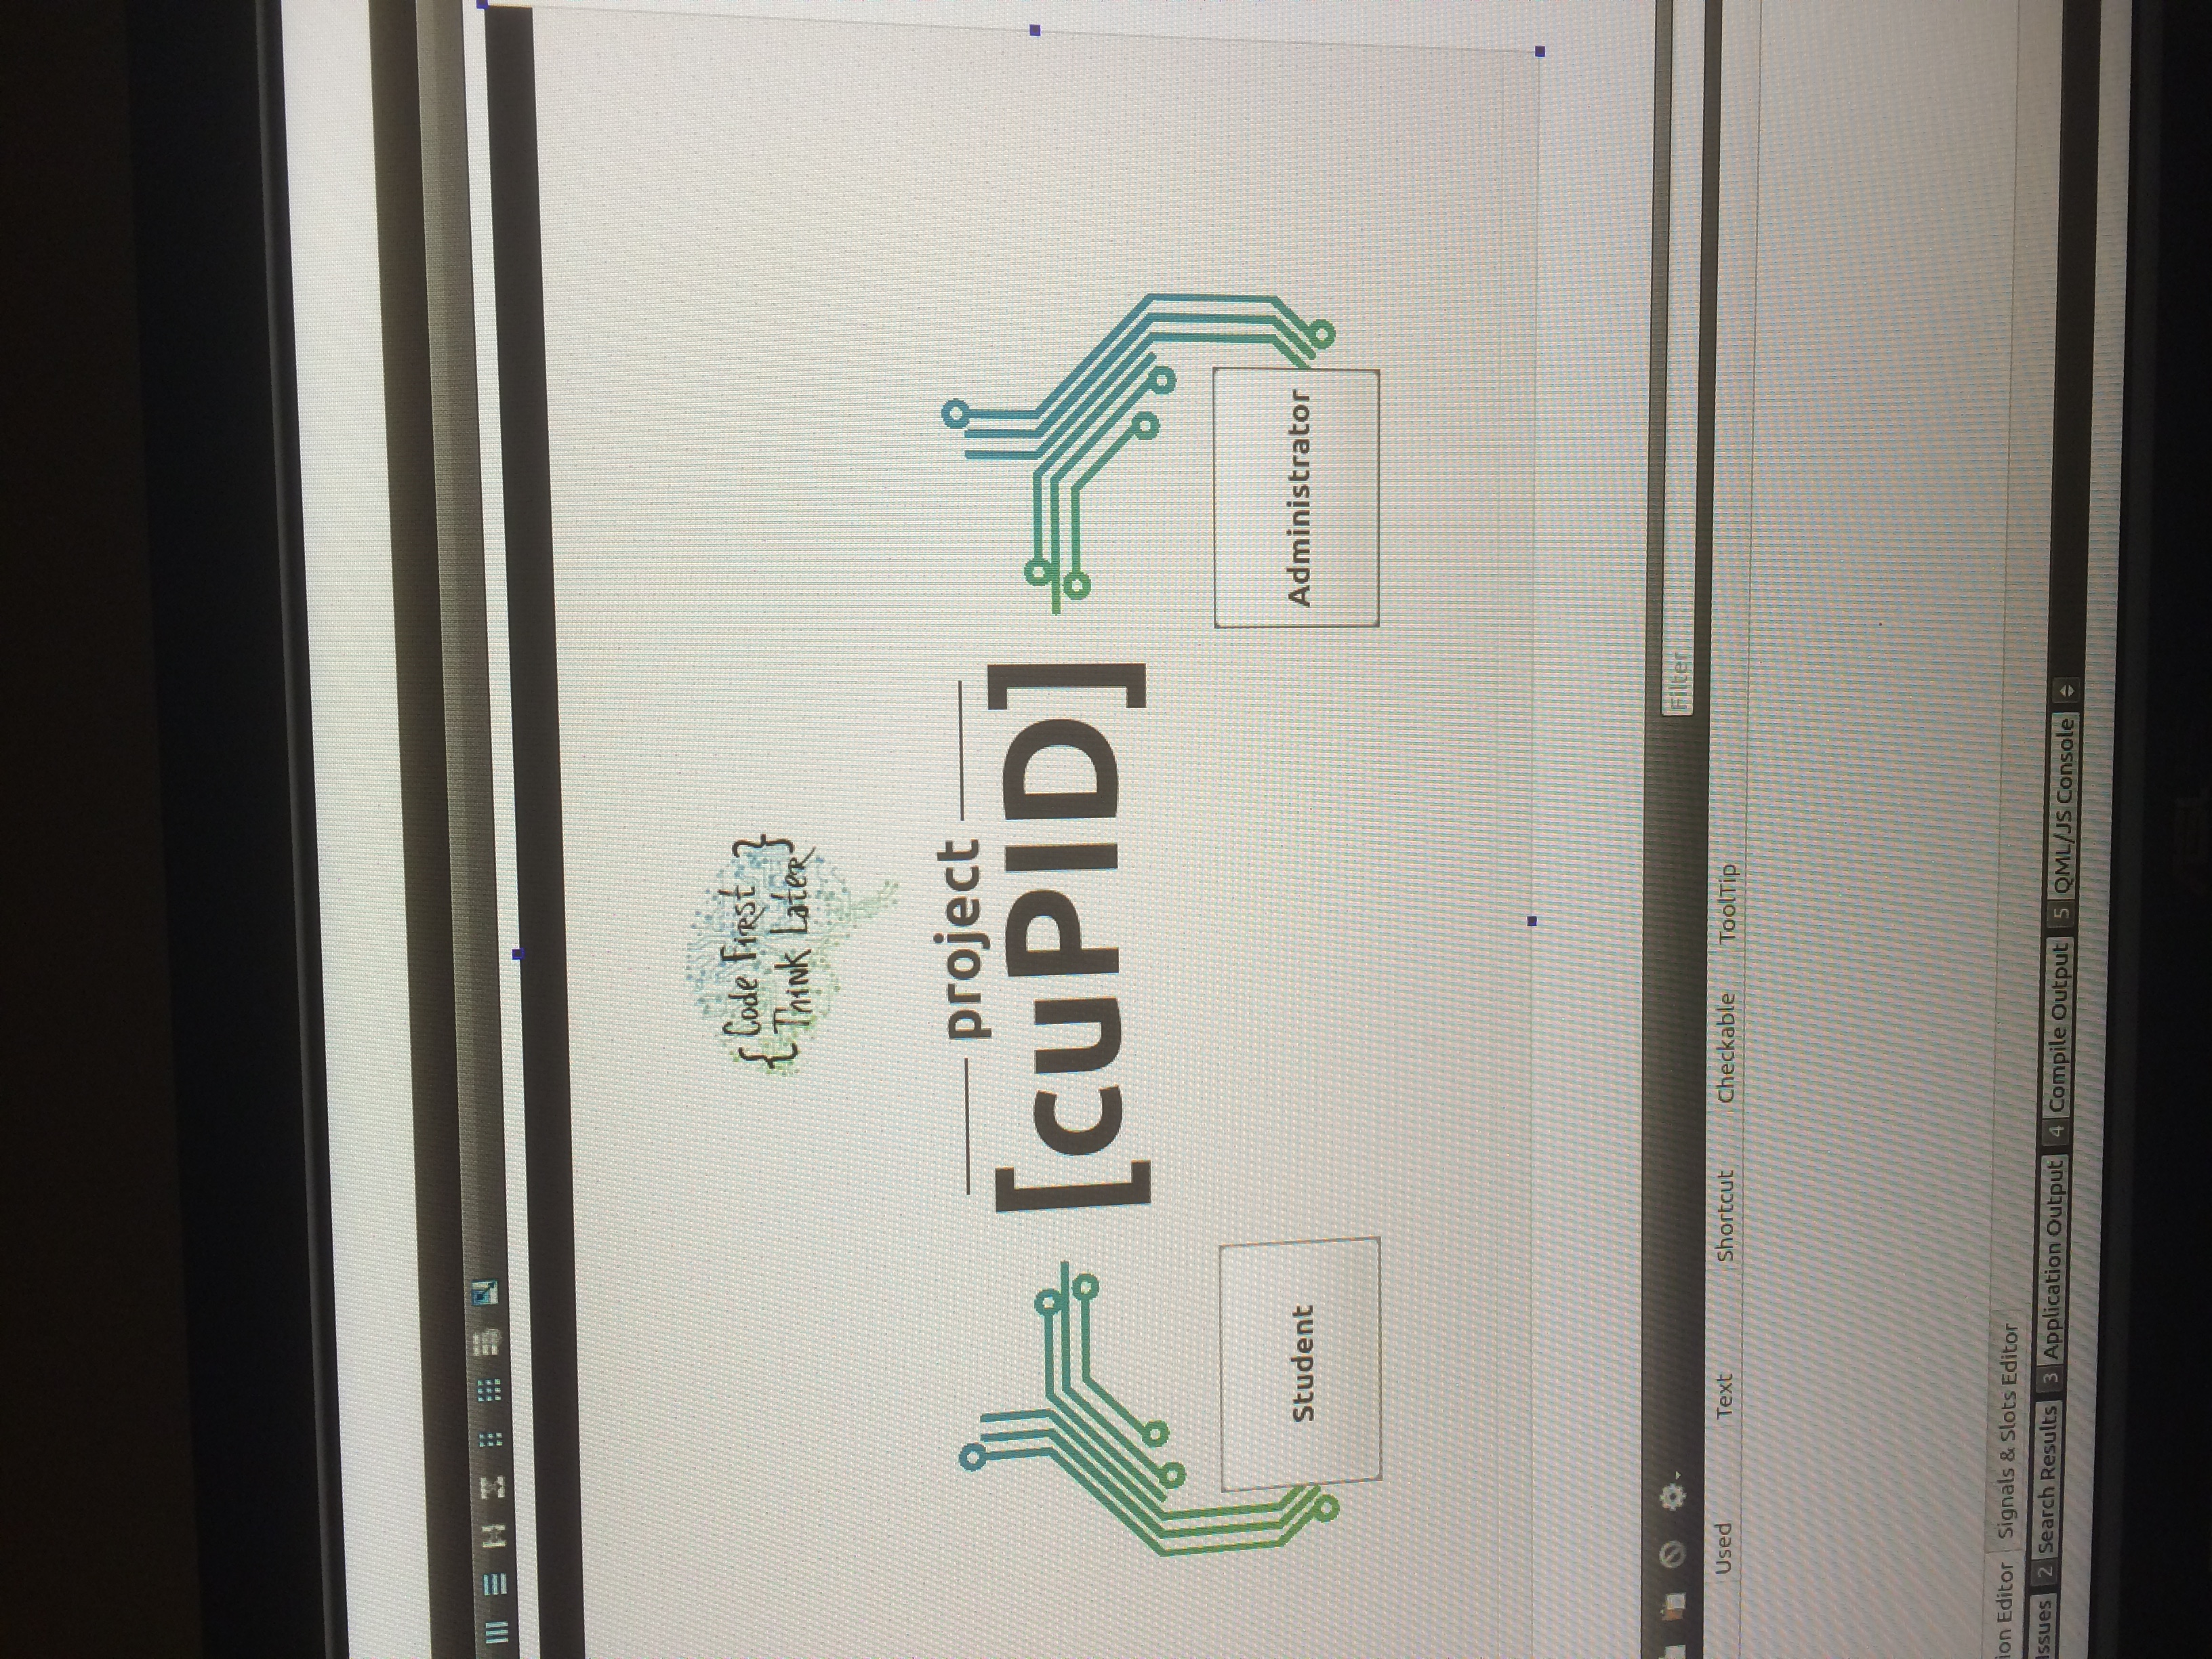 { Code First
Think Later }
project
[cuPID]
Student
Administrator
Filter
Used Text Shortcut Checkable ToolTip
ion Editor Signals & Slots Editor
Issues 2 Search Results 3 Application Output 4 Compile Output 5 QML/JS Console